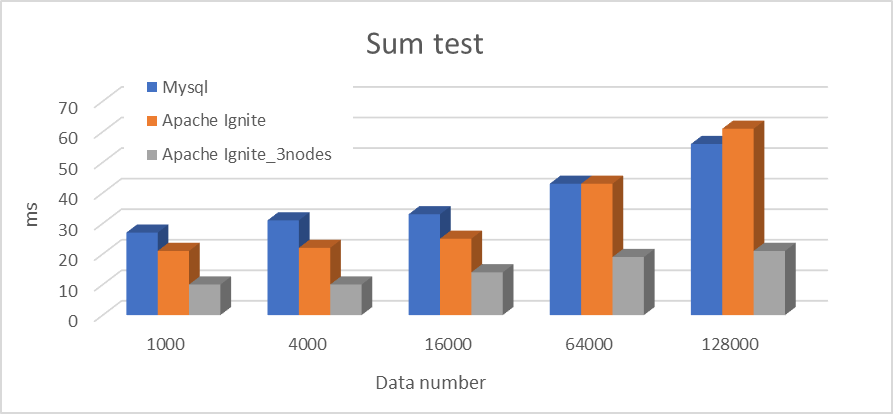 Sum test
Mysql
Apache Ignite
Apache Ignite_3nodes
70
60
50
40
30
20
10
0
ms
1000 4000 16000 64000 128000
Data number